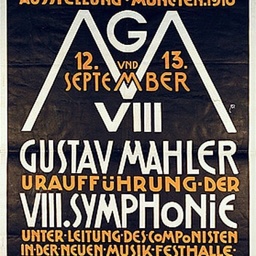 AUSSTELLUNG · MÜNCHEN · 1910
GMA
12. UND 13.
SEPTEMBER
VIII
GUSTAV MAHLER
URAUFFÜHRUNG · DER
VIII. SYMPHONIE
UNTER · LEITUNG · DES COMPONISTEN
IN · DER · NEUEN · MUSIK · FESTHALLE ·